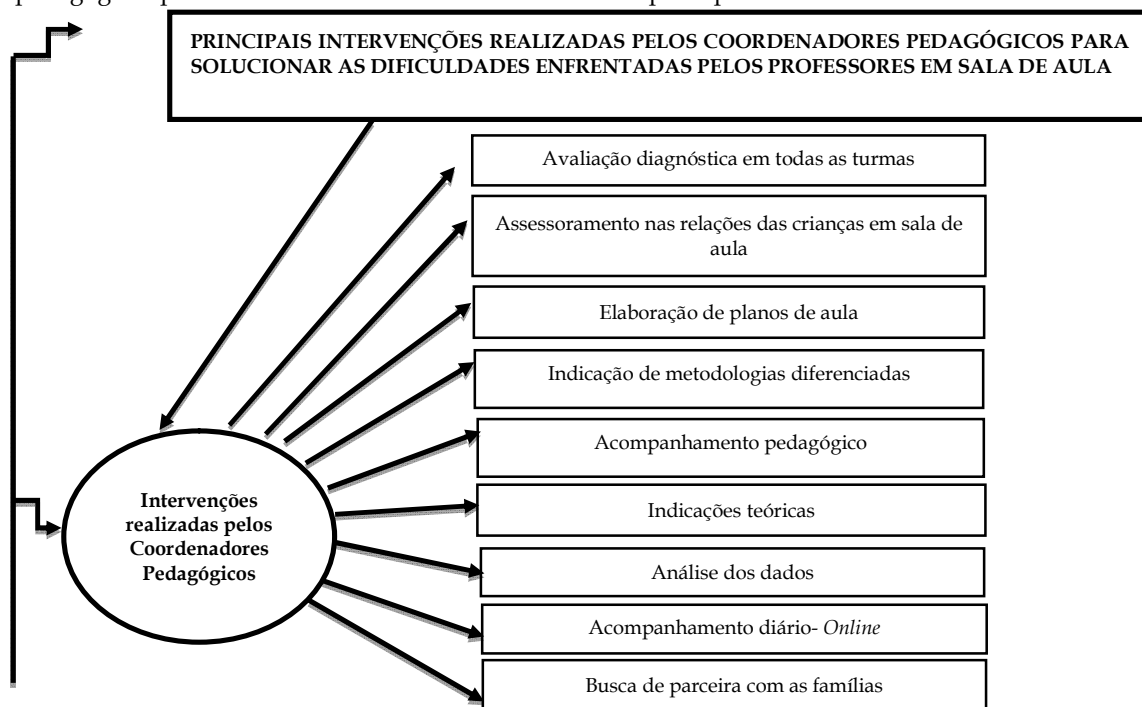 PRINCIPAIS INTERVENÇÕES REALIZADAS PELOS COORDENADORES PEDAGÓGICOS PARA
SOLUCIONAR AS DIFICULDADES ENFRENTADAS PELOS PROFESSORES EM SALA DE AULA
Avaliação diagnóstica em todas as turmas
Assessoramento nas relações das crianças em sala de
aula
Elaboração de planos de aula
Indicação de metodologias diferenciadas
Acompanhamento pedagógico
Indicações teóricas
Análise dos dados
Acompanhamento diário- Online
Busca de parceira com as famílias
Intervenções
realizadas pelos
Coordenadores
Pedagógicos